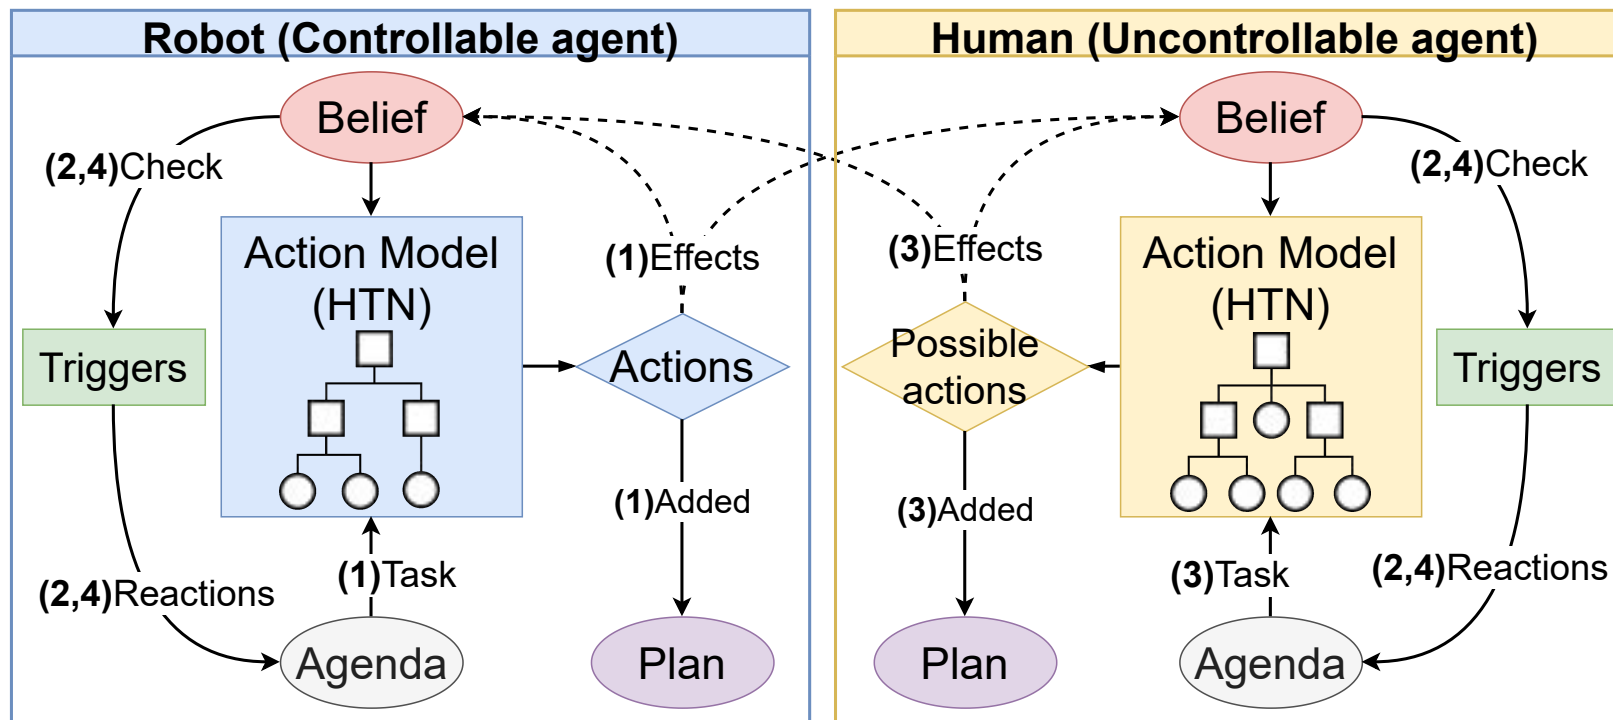 Robot (Controllable agent)
Belief
(2,4)Check
Action Model
(HTN)
(1)Effects
Triggers
Actions
(1)Added
(1)Task
(2,4)Reactions
Agenda
Plan
Human (Uncontrollable agent)
Belief
(2,4)Check
(3)Effects
Action Model
(HTN)
Possible
actions
Triggers
(3)Added
(3)Task
(2,4)Reactions
Plan
Agenda